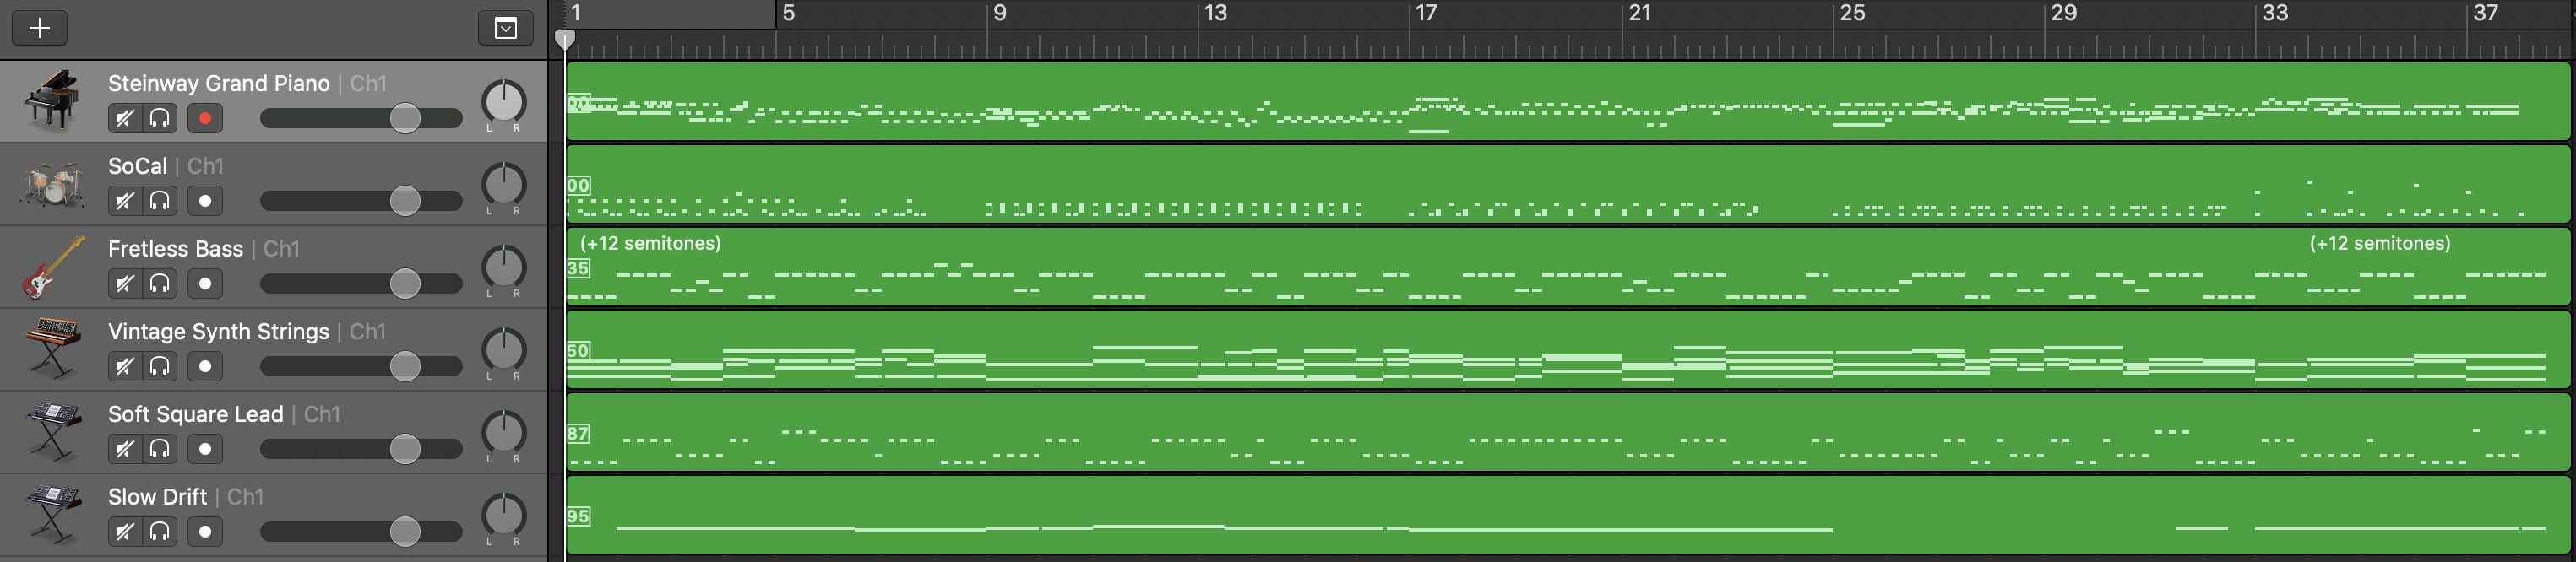 1 5 9 13 17 21 25 29 33 37
Steinway Grand Piano | Ch1
L R
00
SoCal | Ch1
L R
00
Fretless Bass | Ch1
L R
(+12 semitones) (+12 semitones)
35
Vintage Synth Strings | Ch1
L R
50
Soft Square Lead | Ch1
L R
87
Slow Drift | Ch1
L R
95